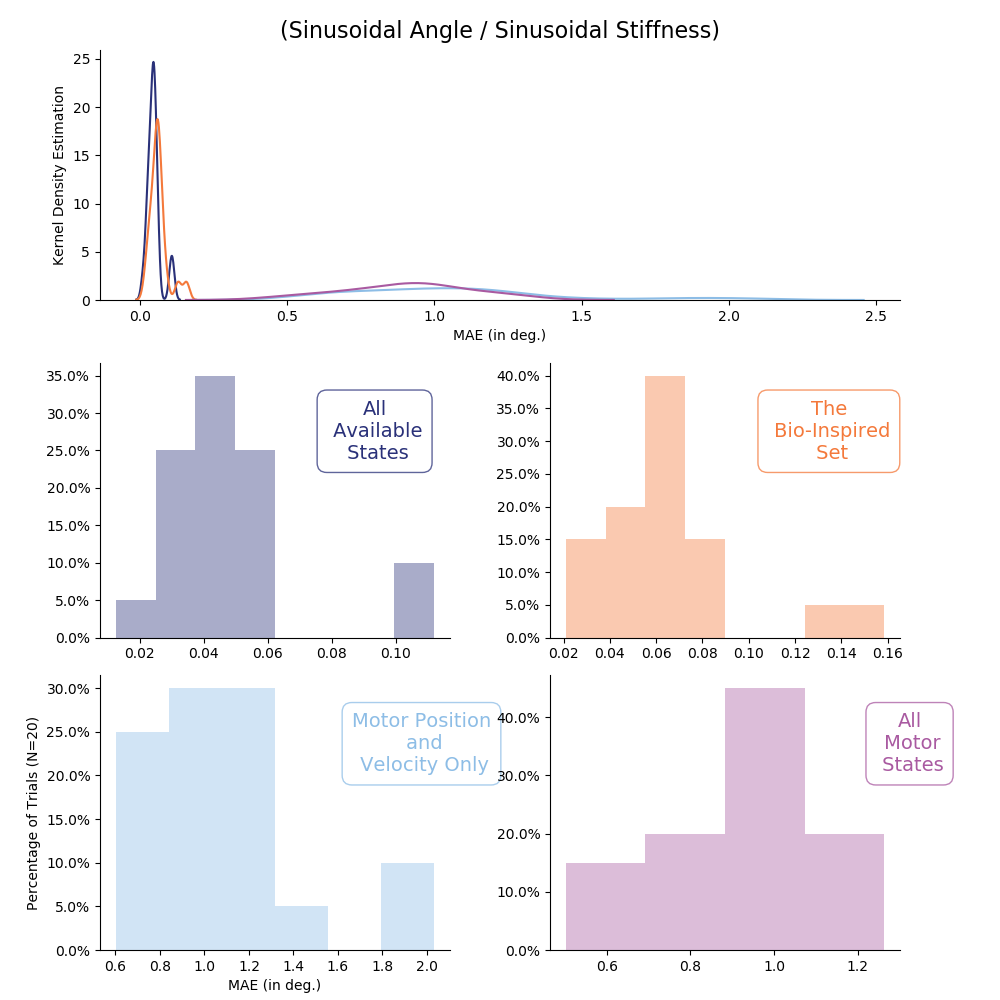 (Sinusoidal Angle / Sinusoidal Stiffness)
Kernel Density Estimation
25
20
15
10
5
0
0.0 0.5 1.0 1.5 2.0 2.5
MAE (in deg.)
35.0%
30.0%
25.0%
20.0%
15.0%
10.0%
5.0%
0.0%
0.02 0.04 0.06 0.08 0.10
All
Available
States
40.0%
35.0%
30.0%
25.0%
20.0%
15.0%
10.0%
5.0%
0.0%
0.02 0.04 0.06 0.08 0.10 0.12 0.14 0.16
The
Bio-Inspired
Set
Percentage of Trials (N=20)
30.0%
25.0%
20.0%
15.0%
10.0%
5.0%
0.0%
0.6 0.8 1.0 1.2 1.4 1.6 1.8 2.0
MAE (in deg.)
Motor Position
and
Velocity Only
40.0%
30.0%
20.0%
10.0%
0.0%
0.6 0.8 1.0 1.2
All
Motor
States